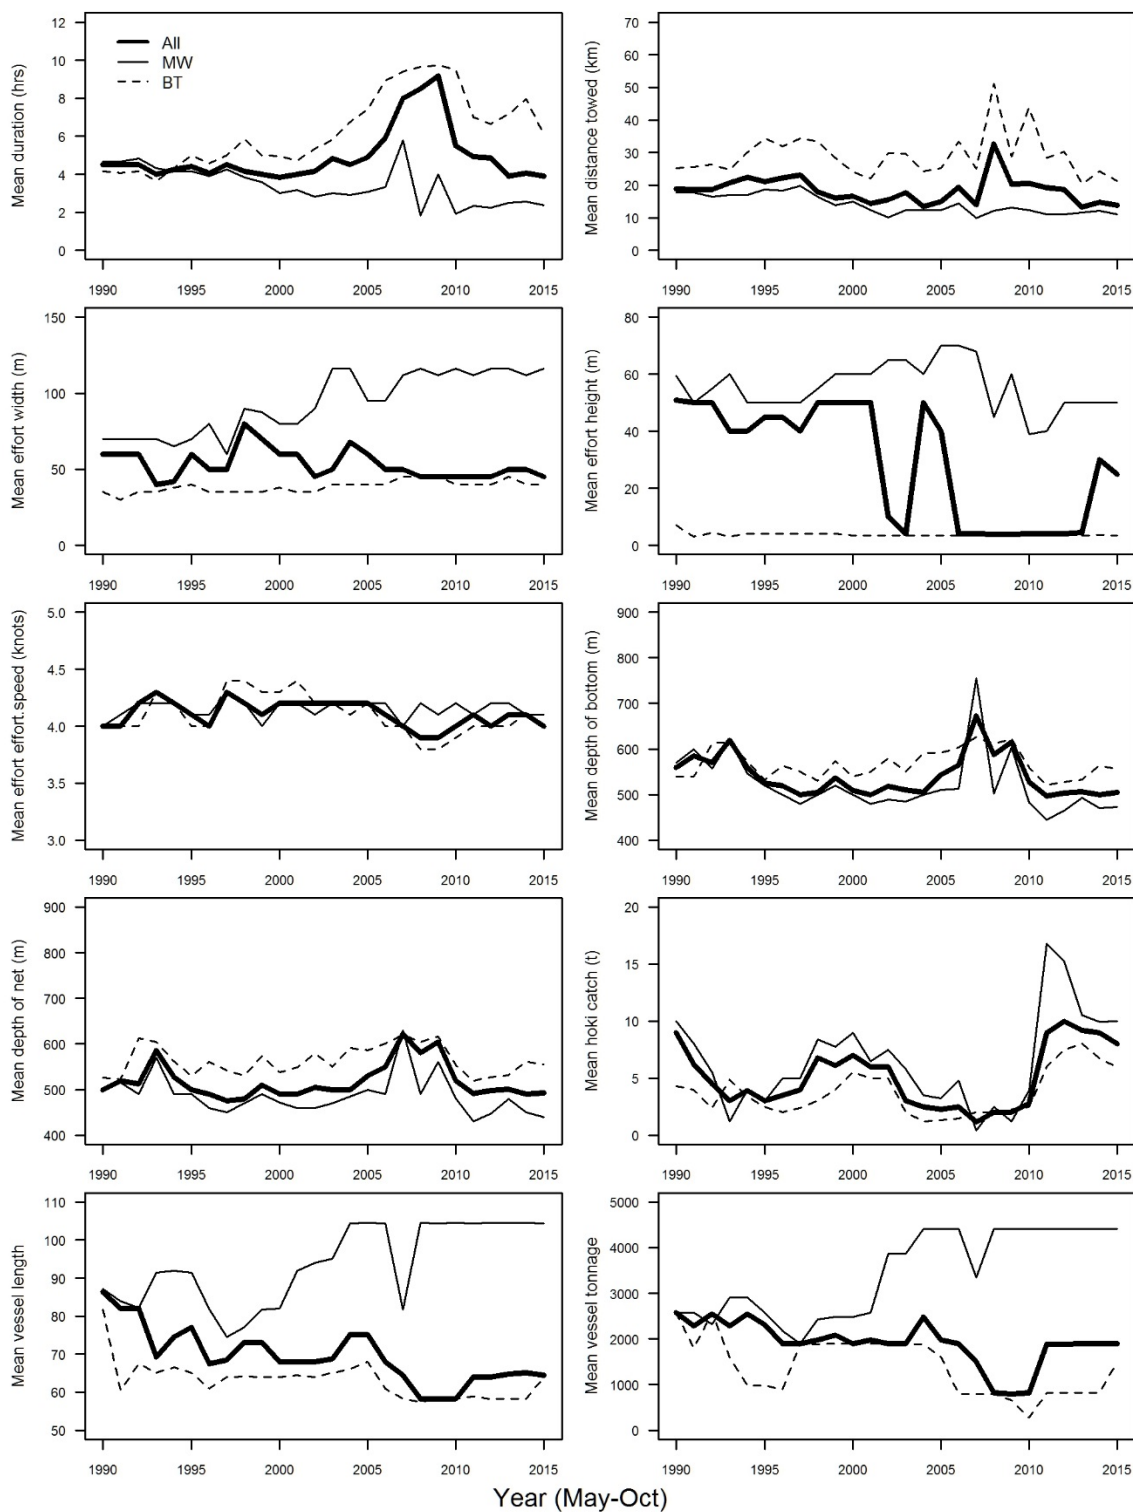 Mean duration (hrs)
12
10
8
6
4
2
0
All
MW
BT
1990 1995 2000 2005 2010 2015
Mean distance towed (km)
70
60
50
40
30
20
10
0
1990 1995 2000 2005 2010 2015
Mean effort width (m)
150
100
50
0
1990 1995 2000 2005 2010 2015
Mean effort height (m)
80
60
40
20
0
1990 1995 2000 2005 2010 2015
Mean effort effort.speed (knots)
5.0
4.5
4.0
3.5
3.0
1990 1995 2000 2005 2010 2015
Mean depth of bottom (m)
900
800
700
600
500
400
1990 1995 2000 2005 2010 2015
Mean depth of net (m)
900
800
700
600
500
400
1990 1995 2000 2005 2010 2015
Mean hoki catch (t)
20
15
10
5
0
1990 1995 2000 2005 2010 2015
Mean vessel length
110
100
90
80
70
60
50
1990 1995 2000 2005 2010 2015
Mean vessel tonnage
5000
4000
3000
2000
1000
0
1990 1995 2000 2005 2010 2015
Year (May-Oct)